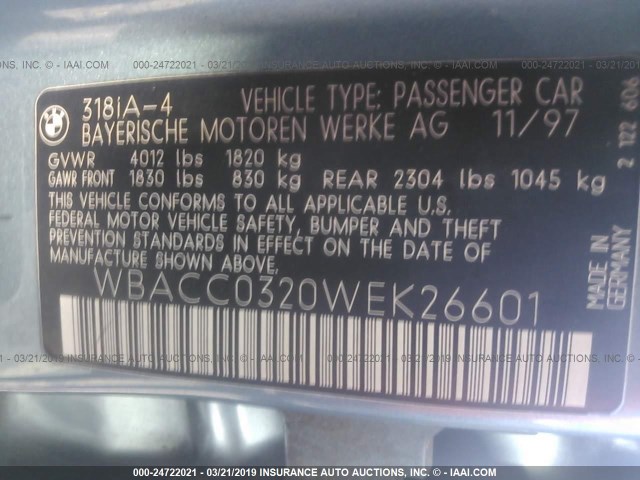 000-24722021 - 03/21/2019 INSURANCE AUTO AUCTIONS, INC. - IAAI.COM
318iA-4 VEHICLE TYPE: PASSENGER CAR
BAYERISCHE MOTOREN WERKE AG 11/97
GVWR 4012 lbs 1820 kg
GAWR FRONT 1830 lbs 830 kg REAR 2304 lbs 1045 kg
THIS VEHICLE CONFORMS TO ALL APPLICABLE U.S.
FEDERAL MOTOR VEHICLE SAFETY, BUMPER AND THEFT
PREVENTION STANDARDS IN EFFECT ON THE DATE OF
MANUFACTURE SHOWN ABOVE.
WBACC0320WEK26601
MADE IN GERMANY
2 122 606
000-24722021 - 03/21/2019 INSURANCE AUTO AUCTIONS, INC. - IAAI.COM